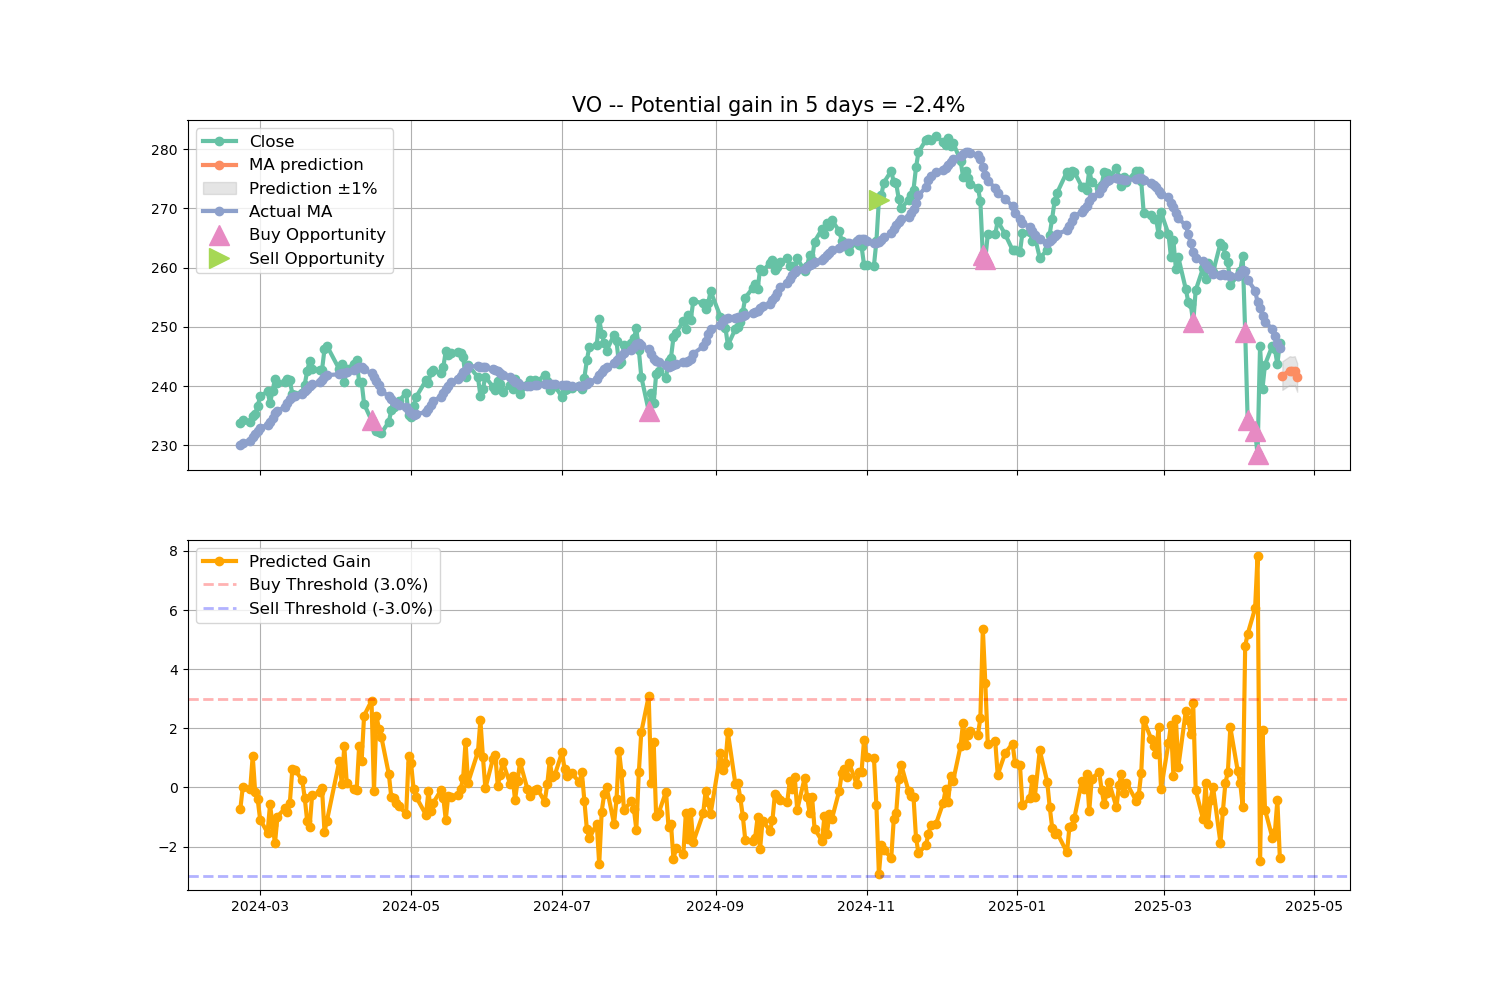 VO -- Potential gain in 5 days = -2.4%
Close
MA prediction
Prediction ±1%
Actual MA
Buy Opportunity
Sell Opportunity
280
270
260
250
240
230
Predicted Gain
Buy Threshold (3.0%)
Sell Threshold (-3.0%)
8
6
4
2
0
−2
2024-03 2024-05 2024-07 2024-09 2024-11 2025-01 2025-03 2025-05